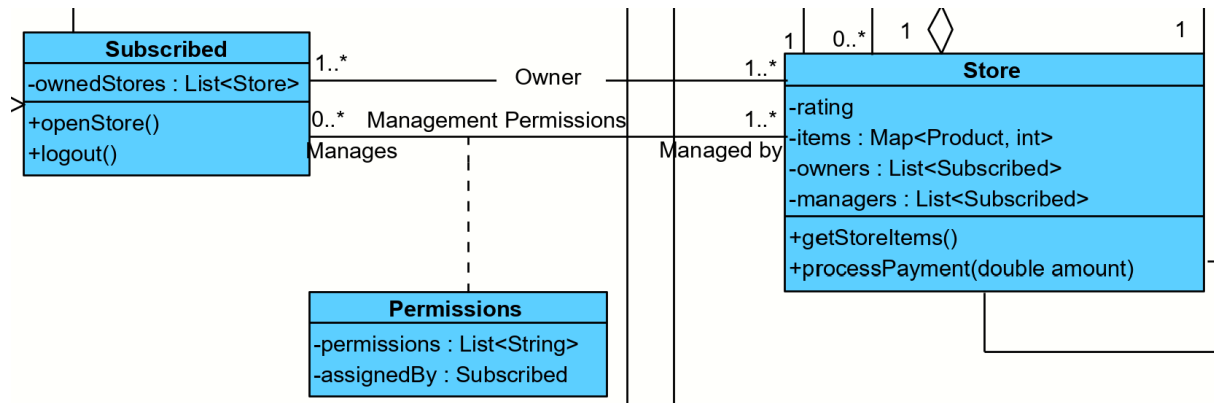 Subscribed
-ownedStores : List<Store>
+openStore()
+logout()
1..*
Owner
1..*
0..*
Management Permissions
1..*
Manages
Managed by
Permissions
-permissions : List<String>
-assignedBy : Subscribed
1
0..*
1
1
Store
-rating
-items : Map<Product, int>
-owners : List<Subscribed>
-managers : List<Subscribed>
+getStoreItems()
+processPayment(double amount)